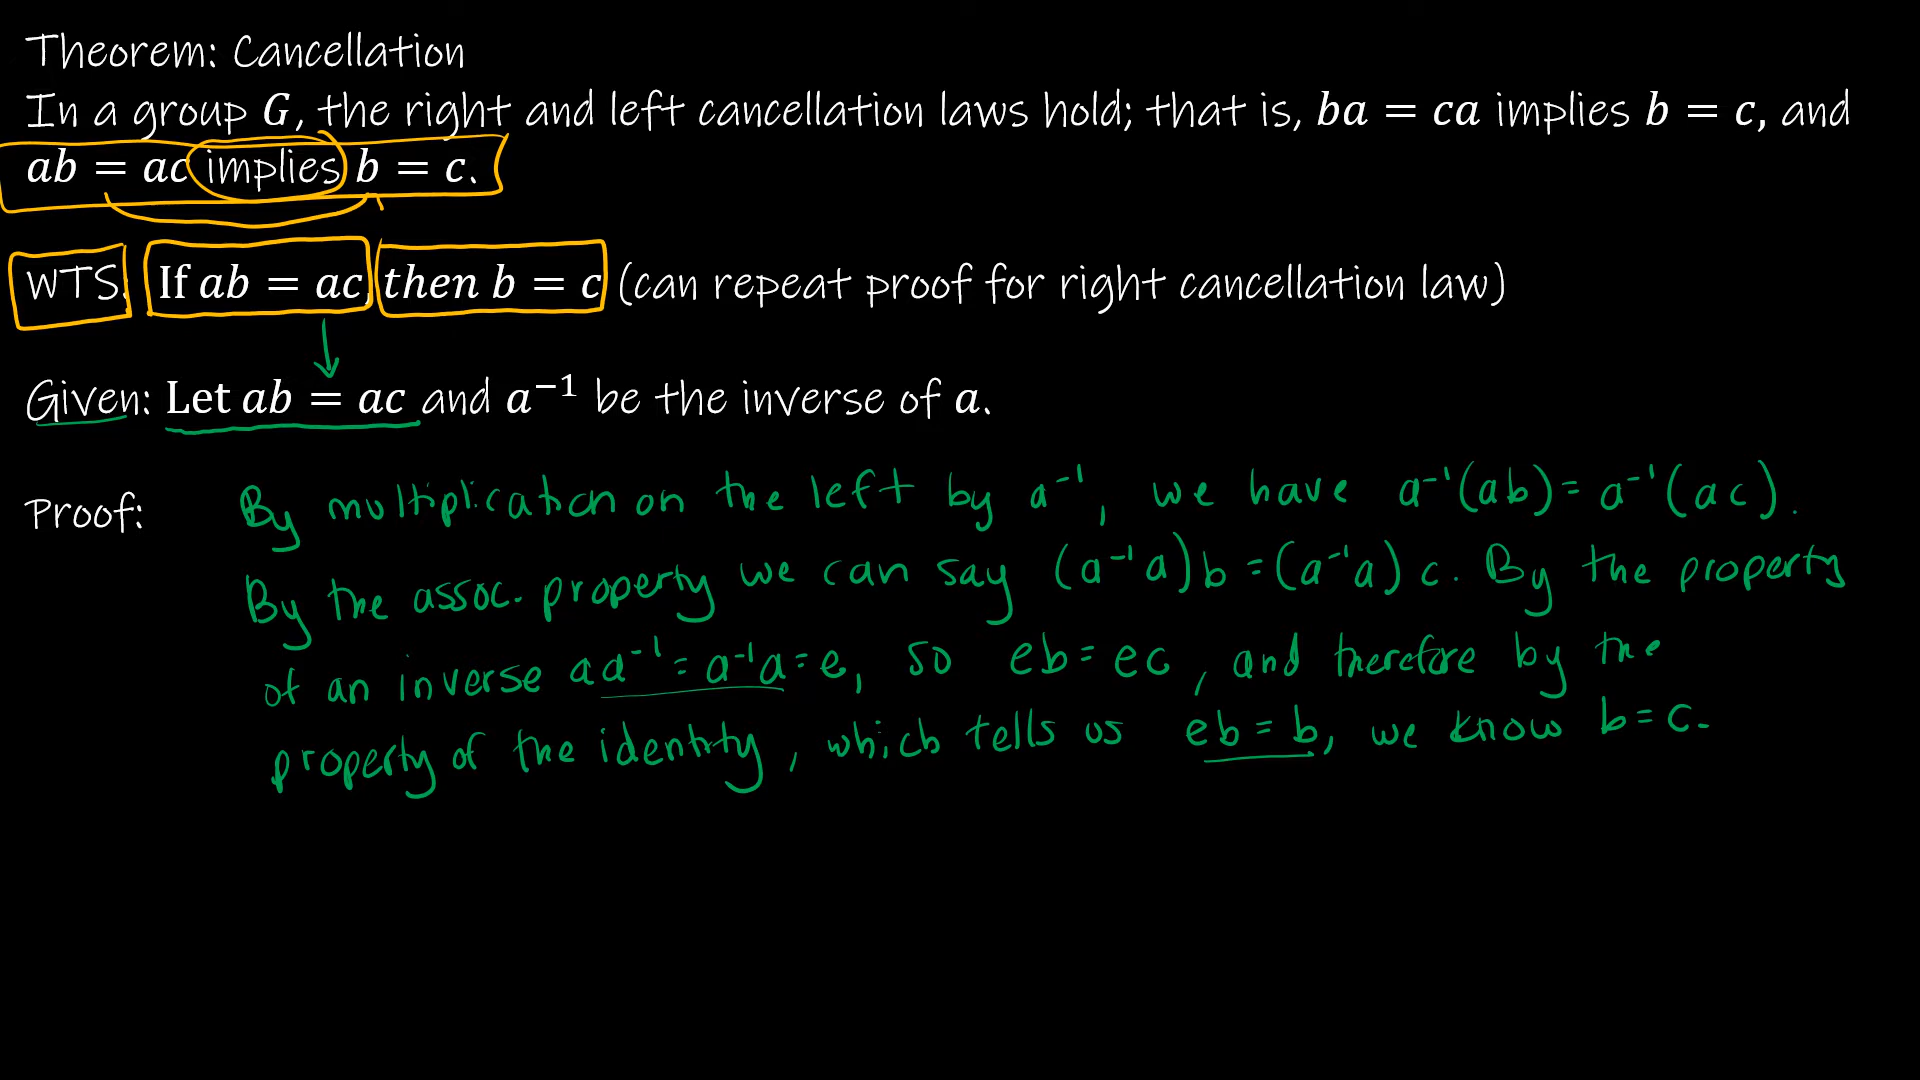 Theorem: Cancellation
In a group G, the right and left cancellation laws hold; that is, ba = ca implies b = c, and
ab = ac implies b = c.
WTS: If ab = ac, then b = c (can repeat proof for right cancellation law)
Given: Let ab = ac and a⁻¹ be the inverse of a.
Proof: By multiplication on the left by a⁻¹, we have a⁻¹(ab) = a⁻¹(ac).
By the assoc. property we can say (a⁻¹a)b = (a⁻¹a)c. By the property
of an inverse aa⁻¹ = a⁻¹a = e, so eb = ec, and therefore by the
property of the identity, which tells us eb = b, we know b = c.